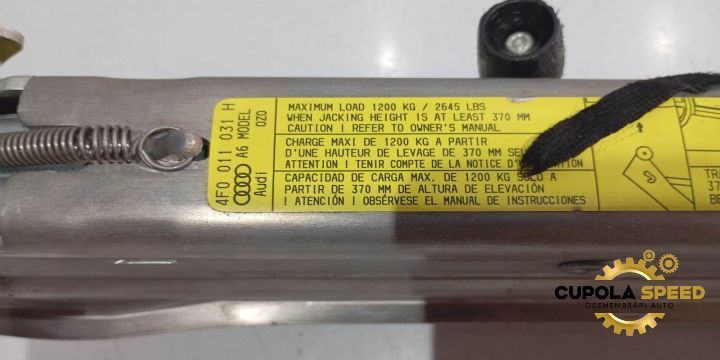 4F0 011 031 H
A6 MODEL
Audi
0Z0
MAXIMUM LOAD 1200 KG / 2645 LBS
WHEN JACKING HEIGHT IS AT LEAST 370 MM
CAUTION ! REFER TO OWNER'S MANUAL
CHARGE MAXI DE 1200 KG A PARTIR
D'UNE HAUTEUR DE LEVAGE DE 370 MM
ATTENTION ! TENIR COMPTE DE LA NOTICE
CAPACIDAD DE CARGA MAX. DE 1200 KG SOLO A
PARTIR DE 370 MM DE ALTURA DE ELEVACIÓN
! ATENCIÓN ! OBSÉRVESE EL MANUAL DE INSTRUCCIONES
CUPOLA SPEED
DEZMEMBRĂRI AUTO